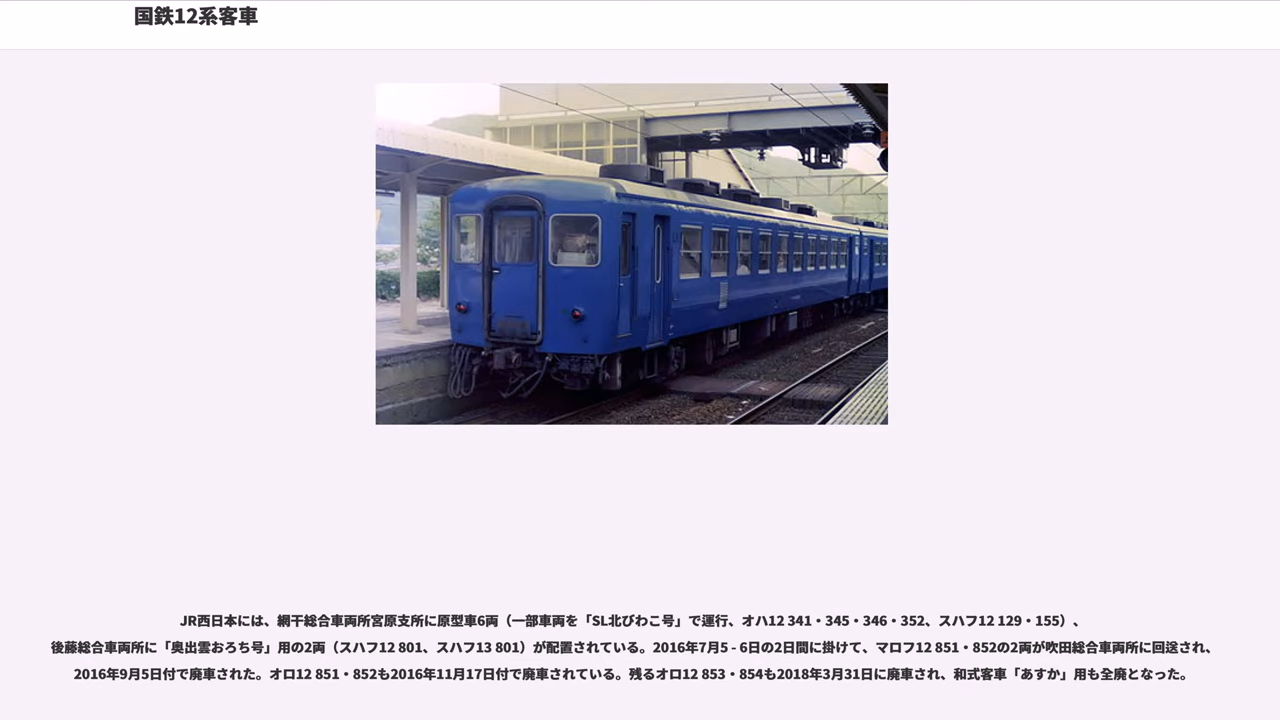 国鉄12系客車
JR西日本には、網干総合車両所宮原支所に原型車6両（一部車両を「SL北びわこ号」で運行、オハ12 341・345・346・352、スハフ12 129・155）、
後藤総合車両所に「奥出雲おろち号」用の2両（スハフ12 801、スハフ13 801）が配置されている。2016年7月5 - 6日の2日間に掛けて、マロフ12 851・852の2両が吹田総合車両所に回送され、
2016年9月5日付で廃車された。オロ12 851・852も2016年11月17日付で廃車されている。残るオロ12 853・854も2018年3月31日に廃車され、和式客車「あすか」用も全廃となった。